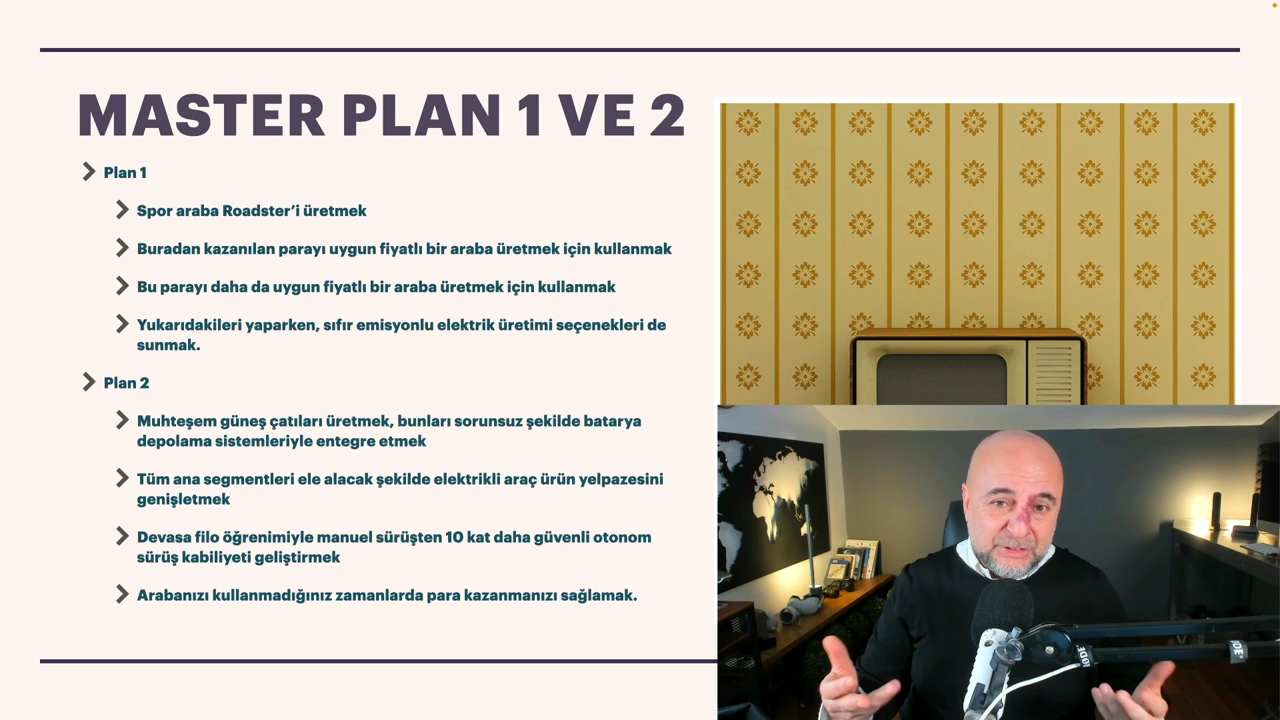 MASTER PLAN 1 VE 2
Plan 1
Spor araba Roadster’i üretmek
Buradan kazanılan parayı uygun fiyatlı bir araba üretmek için kullanmak
Bu parayı daha da uygun fiyatlı bir araba üretmek için kullanmak
Yukarıdakileri yaparken, sıfır emisyonlu elektrik üretimi seçenekleri de
sunmak.
Plan 2
Muhteşem güneş çatıları üretmek, bunları sorunsuz şekilde batarya
depolama sistemleriyle entegre etmek
Tüm ana segmentleri ele alacak şekilde elektrikli araç ürün yelpazesini
genişletmek
Devasa filo öğrenimiyle manuel sürüşten 10 kat daha güvenli otonom
sürüş kabiliyeti geliştirmek
Arabanızı kullanmadığınız zamanlarda para kazanmanızı sağlamak.